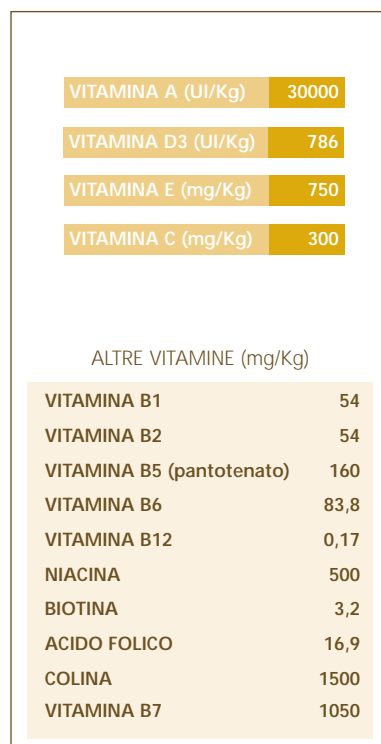 VITAMINA A (UI/Kg) 30000
VITAMINA D3 (UI/Kg) 786
VITAMINA E (mg/Kg) 750
VITAMINA C (mg/Kg) 300
ALTRE VITAMINE (mg/Kg)
VITAMINA B1 54
VITAMINA B2 54
VITAMINA B5 (pantotenato) 160
VITAMINA B6 83,8
VITAMINA B12 0,17
NIACINA 500
BIOTINA 3,2
ACIDO FOLICO 16,9
COLINA 1500
VITAMINA B7 1050